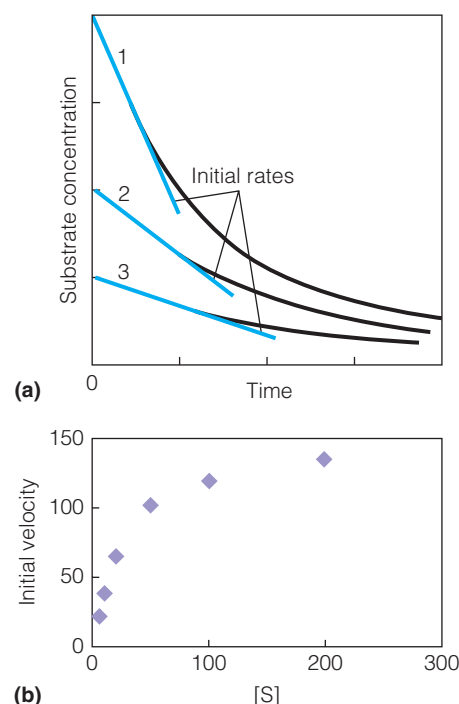 1
2
3
Initial rates
Substrate concentration
0
Time
(a)
150
100
50
0
Initial velocity
0
100
200
300
[S]
(b)